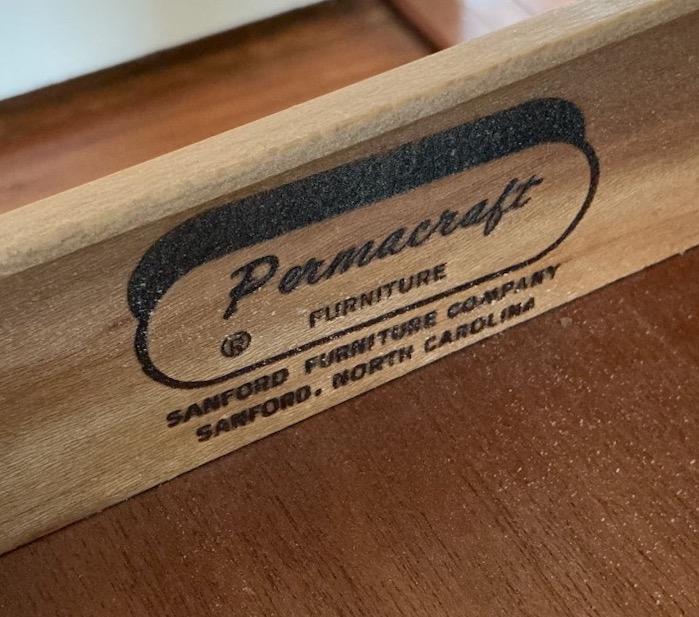 Permacraft
FURNITURE
®
SANFORD FURNITURE COMPANY
SANFORD, NORTH CAROLINA